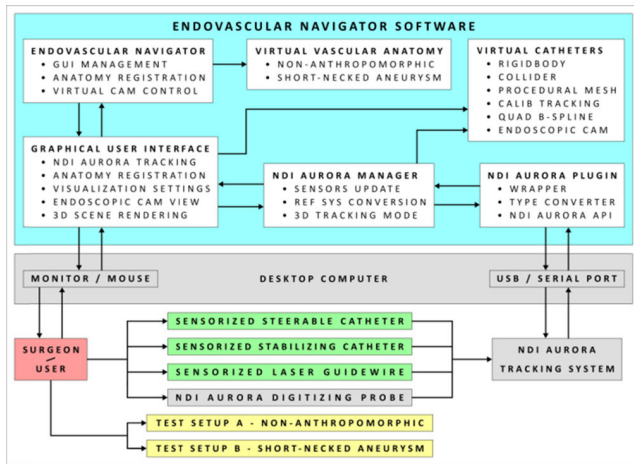 ENDOVASCULAR NAVIGATOR SOFTWARE
ENDOVASCULAR NAVIGATOR
• GUI MANAGEMENT
• ANATOMY REGISTRATION
• VIRTUAL CAM CONTROL
VIRTUAL VASCULAR ANATOMY
• NON-ANTHROPOMORPHIC
• SHORT-NECKED ANEURYSM
VIRTUAL CATHETERS
• RIGIDBODY
• COLLIDER
• PROCEDURAL MESH
• CALIB TRACKING
• QUAD B-SPLINE
• ENDOSCOPIC CAM
GRAPHICAL USER INTERFACE
• NDI AURORA TRACKING
• ANATOMY REGISTRATION
• VISUALIZATION SETTINGS
• ENDOSCOPIC CAM VIEW
• 3D SCENE RENDERING
NDI AURORA MANAGER
• SENSORS UPDATE
• REF SYS CONVERSION
• 3D TRACKING MODE
NDI AURORA PLUGIN
• WRAPPER
• TYPE CONVERTER
• NDI AURORA API
MONITOR / MOUSE
DESKTOP COMPUTER
USB / SERIAL PORT
SURGEON
/
USER
SENSORIZED STEERABLE CATHETER
SENSORIZED STABILIZING CATHETER
SENSORIZED LASER GUIDEWIRE
NDI AURORA DIGITIZING PROBE
NDI AURORA
TRACKING SYSTEM
TEST SETUP A - NON-ANTHROPOMORPHIC
TEST SETUP B - SHORT-NECKED ANEURYSM